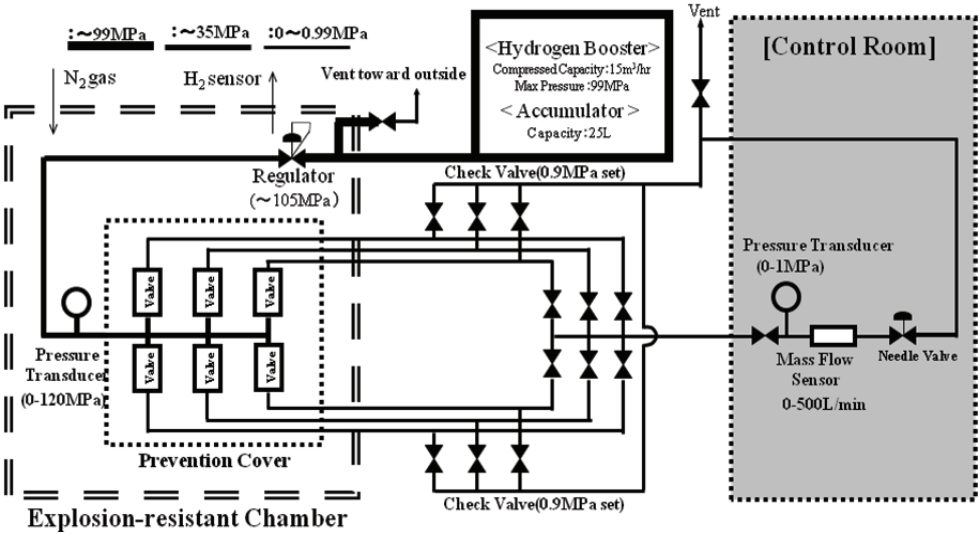 :～99MPa :～35MPa :0～0.99MPa
N2gas
H2sensor
Vent toward outside
<Hydrogen Booster>
Compressed Capacity:15m³/hr
Max Pressure:99MPa
<Accumulator>
Capacity:25L
Vent
[Control Room]
Regulator
(～105MPa)
Check Valve(0.9MPa set)
Valve
Valve
Valve
Valve
Valve
Valve
Pressure
Transducer
(0-120MPa)
Prevention Cover
Explosion-resistant Chamber
Check Valve(0.9MPa set)
Pressure Transducer
(0-1MPa)
Mass Flow
Sensor
0-500L/min
Needle Valve